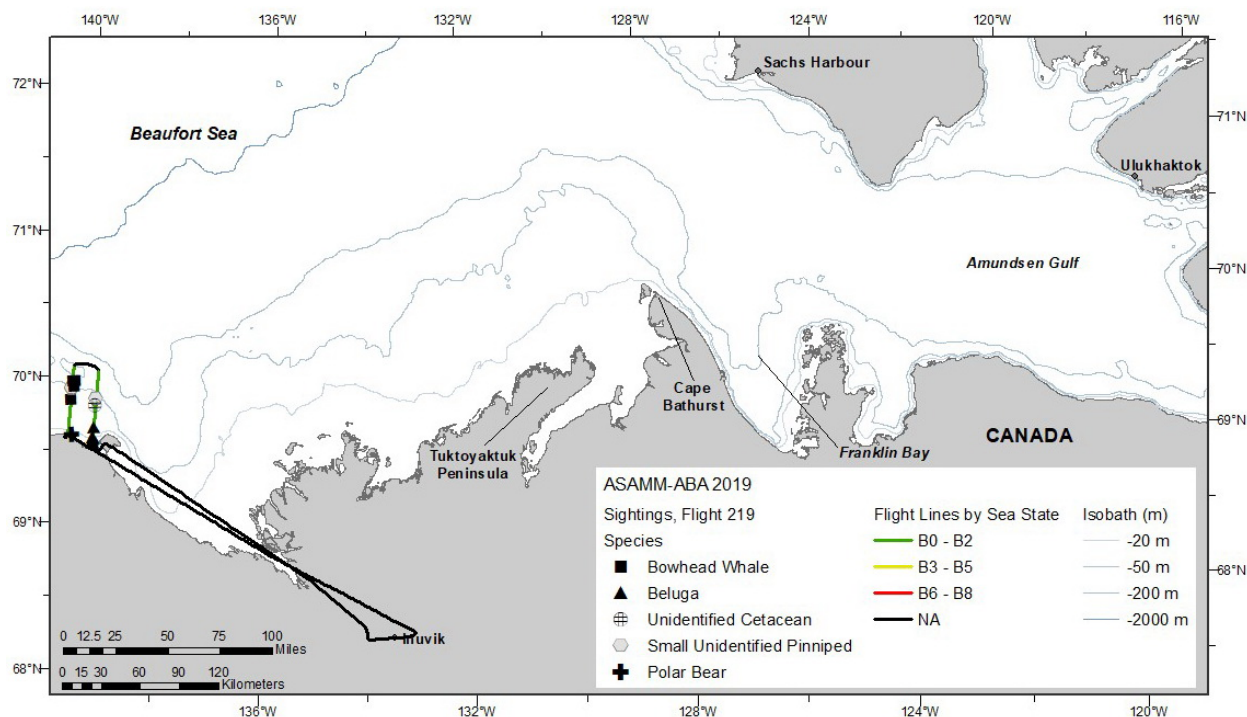 140°W 136°W 132°W 128°W 124°W 120°W 116°W
72°N
Sachs Harbour
Beaufort Sea
71°N
Ulukhaktok
71°N
Amundsen Gulf
70°N
70°N
Cape
Bathurst
69°N
CANADA
Tuktoyaktuk
Peninsula
Franklin Bay
69°N
68°N
Inuvik
68°N
ASAMM-ABA 2019
Sightings, Flight 219
Species
Bowhead Whale
Beluga
Unidentified Cetacean
Small Unidentified Pinniped
Polar Bear
Flight Lines by Sea State
B0 - B2
B3 - B5
B6 - B8
NA
Isobath (m)
-20 m
-50 m
-200 m
-2000 m
0 12.5 25 50 75 100
Miles
0 15 30 60 90 120
Kilometers
136°W 132°W 128°W 124°W 120°W